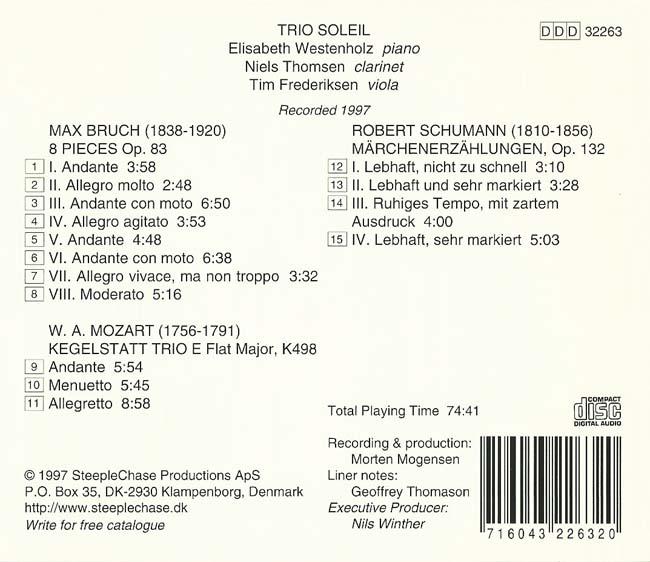 TRIO SOLEIL
Elisabeth Westenholz piano
Niels Thomsen clarinet
Tim Frederiksen viola
Recorded 1997
DDD 32263
MAX BRUCH (1838-1920)
8 PIECES Op. 83
1 I. Andante 3:58
2 II. Allegro molto 2:48
3 III. Andante con moto 6:50
4 IV. Allegro agitato 3:53
5 V. Andante 4:48
6 VI. Andante con moto 6:38
7 VII. Allegro vivace, ma non troppo 3:32
8 VIII. Moderato 5:16
W. A. MOZART (1756-1791)
KEGELSTATT TRIO E Flat Major, K498
9 Andante 5:54
10 Menuetto 5:45
11 Allegretto 8:58
ROBERT SCHUMANN (1810-1856)
MÄRCHENERZÄHLUNGEN, Op. 132
12 I. Lebhaft, nicht zu schnell 3:10
13 II. Lebhaft und sehr markiert 3:28
14 III. Ruhiges Tempo, mit zartem
Ausdruck 4:00
15 IV. Lebhaft, sehr markiert 5:03
Total Playing Time 74:41
COMPACT
disc
DIGITAL AUDIO
Recording & production:
Morten Mogensen
Liner notes:
Geoffrey Thomason
Executive Producer:
Nils Winther
© 1997 SteepleChase Productions ApS
P.O. Box 35, DK-2930 Klampenborg, Denmark
http://www.steeplechase.dk
Write for free catalogue
716043 226320